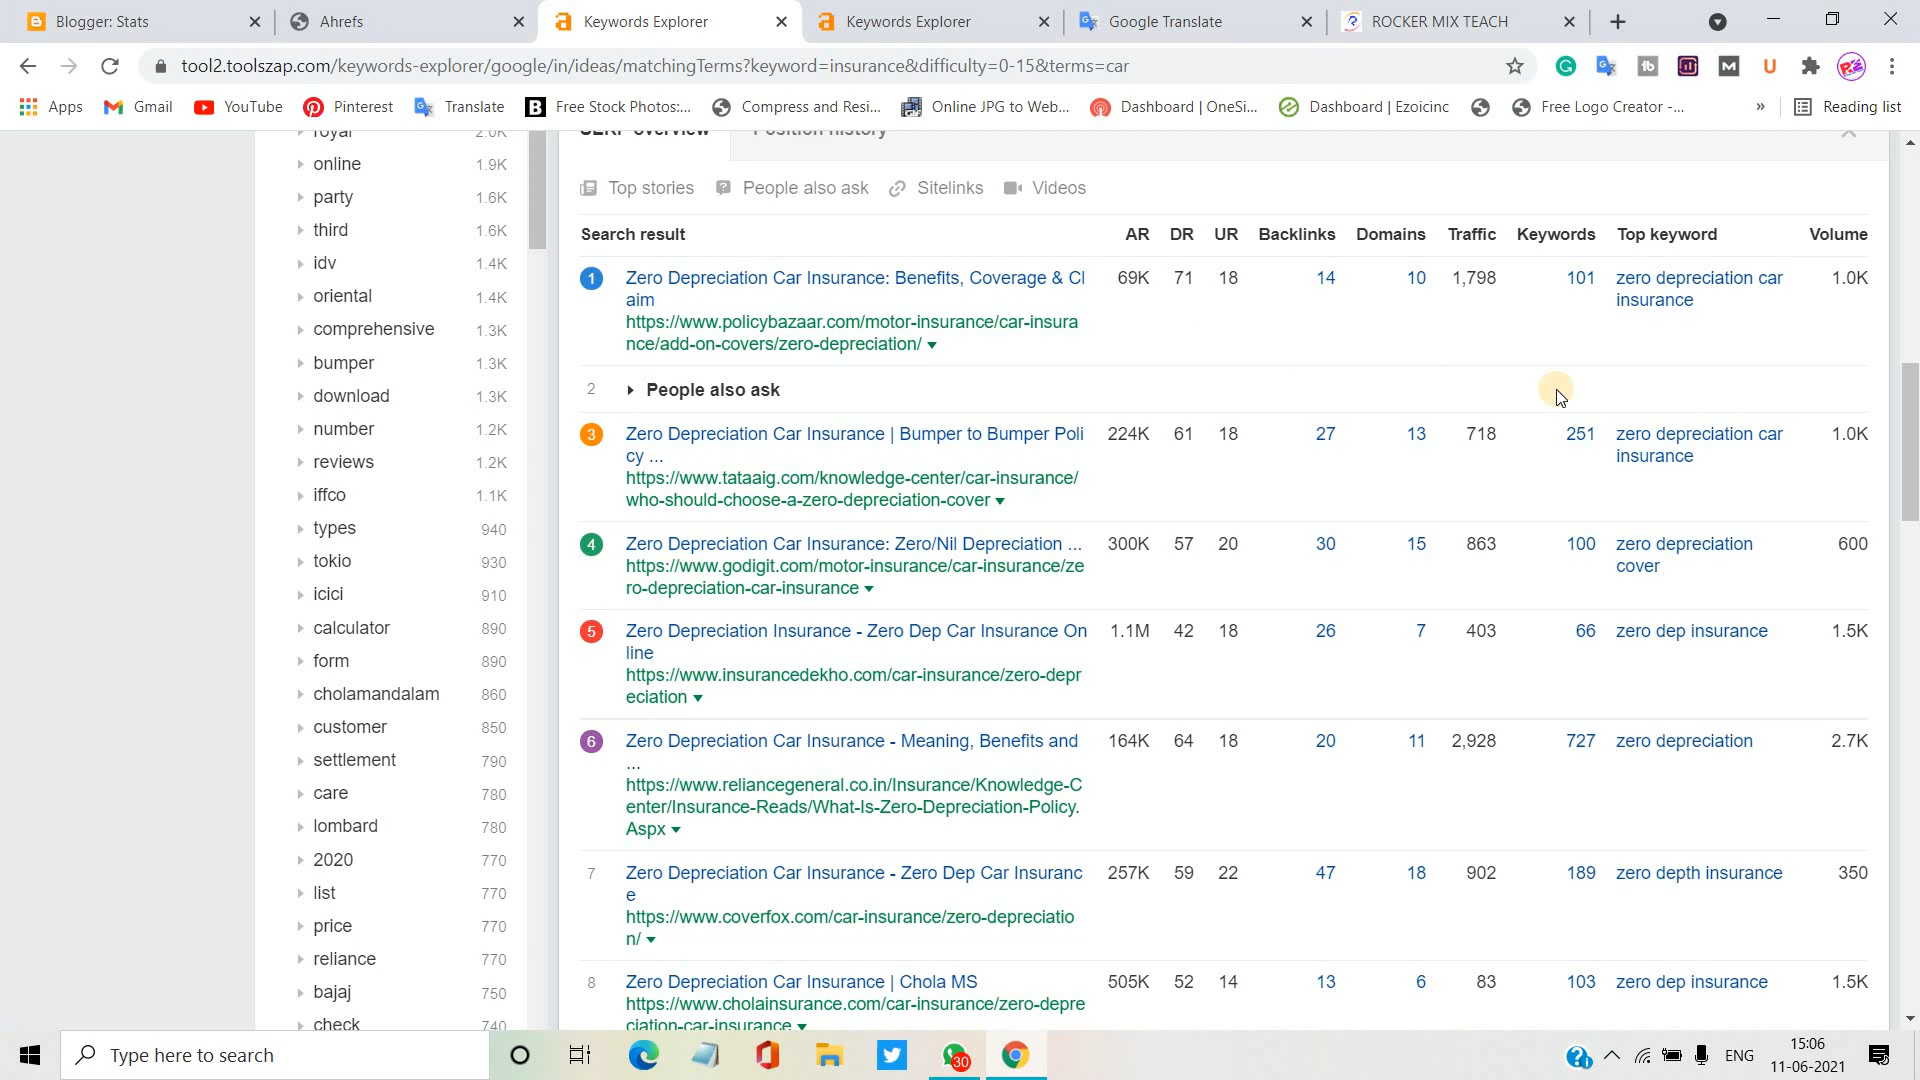 Blogger: Stats
Ahrefs
Keywords Explorer
Keywords Explorer
Google Translate
ROCKER MIX TEACH
tool2.toolszap.com/keywords-explorer/google/in/ideas/matchingTerms?keyword=insurance&difficulty=0-15&terms=car
Apps Gmail YouTube Pinterest Translate Free Stock Photos:... Compress and Resi... Online JPG to Web... Dashboard | OneSi... Dashboard | Ezoicinc Free Logo Creator -... » Reading list
royal 2.0K
online 1.9K
party 1.6K
third 1.6K
idv 1.4K
oriental 1.4K
comprehensive 1.3K
bumper 1.3K
download 1.3K
number 1.2K
reviews 1.2K
iffco 1.1K
types 940
tokio 930
icici 910
calculator 890
form 890
cholamandalam 860
customer 850
settlement 790
care 780
lombard 780
2020 770
list 770
price 770
reliance 770
bajaj 750
check 740
SERP overview Position history
Top stories People also ask Sitelinks Videos
Search result AR DR UR Backlinks Domains Traffic Keywords Top keyword Volume
1 Zero Depreciation Car Insurance: Benefits, Coverage & Cl 69K 71 18 14 10 1,798 101 zero depreciation car 1.0K
aim insurance
https://www.policybazaar.com/motor-insurance/car-insura
nce/add-on-covers/zero-depreciation/
2 People also ask
3 Zero Depreciation Car Insurance | Bumper to Bumper Poli 224K 61 18 27 13 718 251 zero depreciation car 1.0K
cy ... insurance
https://www.tataaig.com/knowledge-center/car-insurance/
who-should-choose-a-zero-depreciation-cover
4 Zero Depreciation Car Insurance: Zero/Nil Depreciation ... 300K 57 20 30 15 863 100 zero depreciation 600
https://www.godigit.com/motor-insurance/car-insurance/ze cover
ro-depreciation-car-insurance
5 Zero Depreciation Insurance - Zero Dep Car Insurance On 1.1M 42 18 26 7 403 66 zero dep insurance 1.5K
line
https://www.insurancedekho.com/car-insurance/zero-depr
eciation
6 Zero Depreciation Car Insurance - Meaning, Benefits and 164K 64 18 20 11 2,928 727 zero depreciation 2.7K
...
https://www.reliancegeneral.co.in/Insurance/Knowledge-C
enter/Insurance-Reads/What-Is-Zero-Depreciation-Policy.
Aspx
7 Zero Depreciation Car Insurance - Zero Dep Car Insuranc 257K 59 22 47 18 902 189 zero depth insurance 350
e
https://www.coverfox.com/car-insurance/zero-depreciatio
n/
8 Zero Depreciation Car Insurance | Chola MS 505K 52 14 13 6 83 103 zero dep insurance 1.5K
https://www.cholainsurance.com/car-insurance/zero-depre
ciation-car-insurance
Type here to search
30
ENG
15:06
11-06-2021